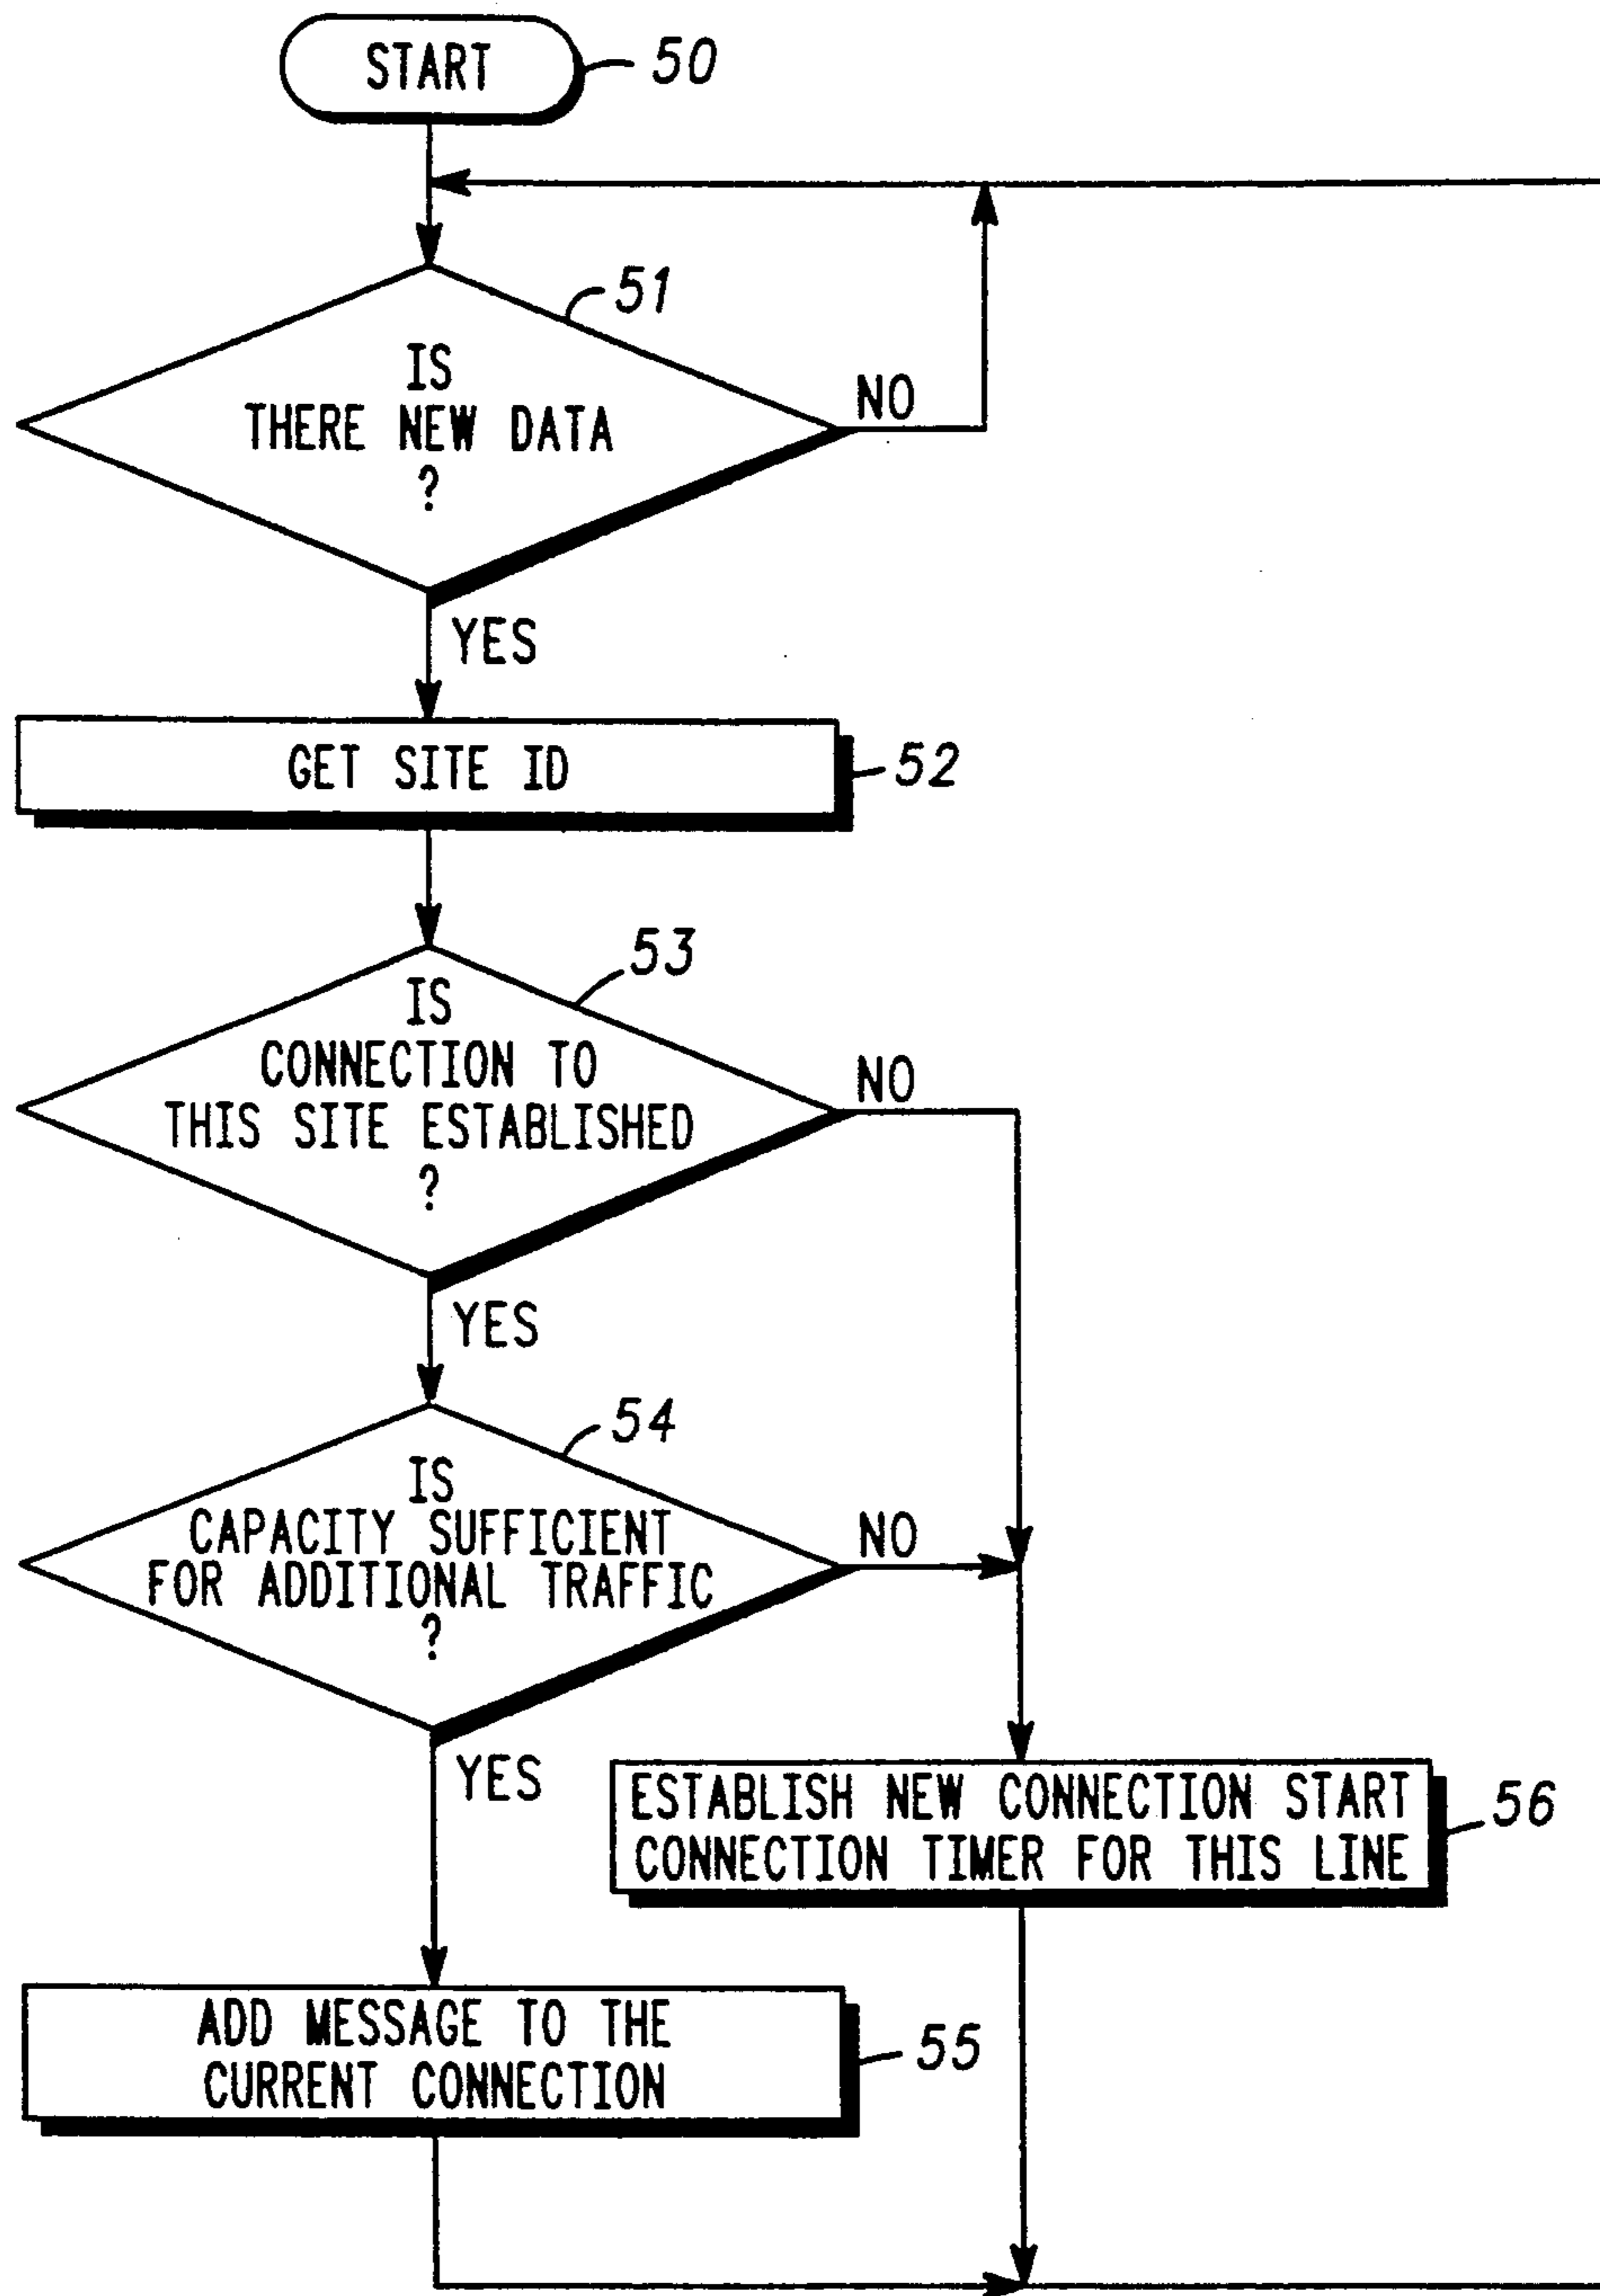 START
50
51
IS
THERE NEW DATA
?
NO
YES
GET SITE ID
52
53
IS
CONNECTION TO
THIS SITE ESTABLISHED
?
NO
YES
54
IS
CAPACITY SUFFICIENT
FOR ADDITIONAL TRAFFIC
?
NO
YES
ESTABLISH NEW CONNECTION START
CONNECTION TIMER FOR THIS LINE
56
ADD MESSAGE TO THE
CURRENT CONNECTION
55